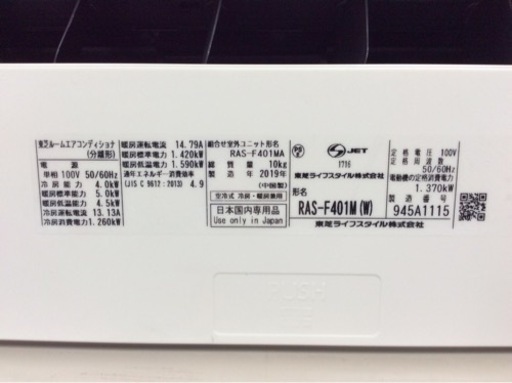 東芝ルームエアコンディショナ
(分離形)
電源
単相 100V 50/60Hz
冷房能力 4.0kW
暖房能力 5.0kW
暖房低温能力 4.5kW
冷房運転電流 13.13A
冷房消費電力 1.260kW
暖房運転電流 14.79A
暖房標準電力 1.420kW
暖房低温電力 1.590kW
通年エネルギー消費効率
(JIS C 9612:2013) 4.9
組合せ室外ユニット形名
RAS-F401MA
質量 10kg
製造年 2019年
(中国製)
空冷式 冷房・暖房兼用
日本国内専用品
Use only in Japan
PS E
JET
1716
東芝ライフスタイル株式会社
形名
RAS-F401M(W)
定格電圧 100V
定格周波数
50/60Hz
電動機の定格消費電力
1.370kW
製造番号
945A1115
東芝ライフスタイル株式会社
PUSH